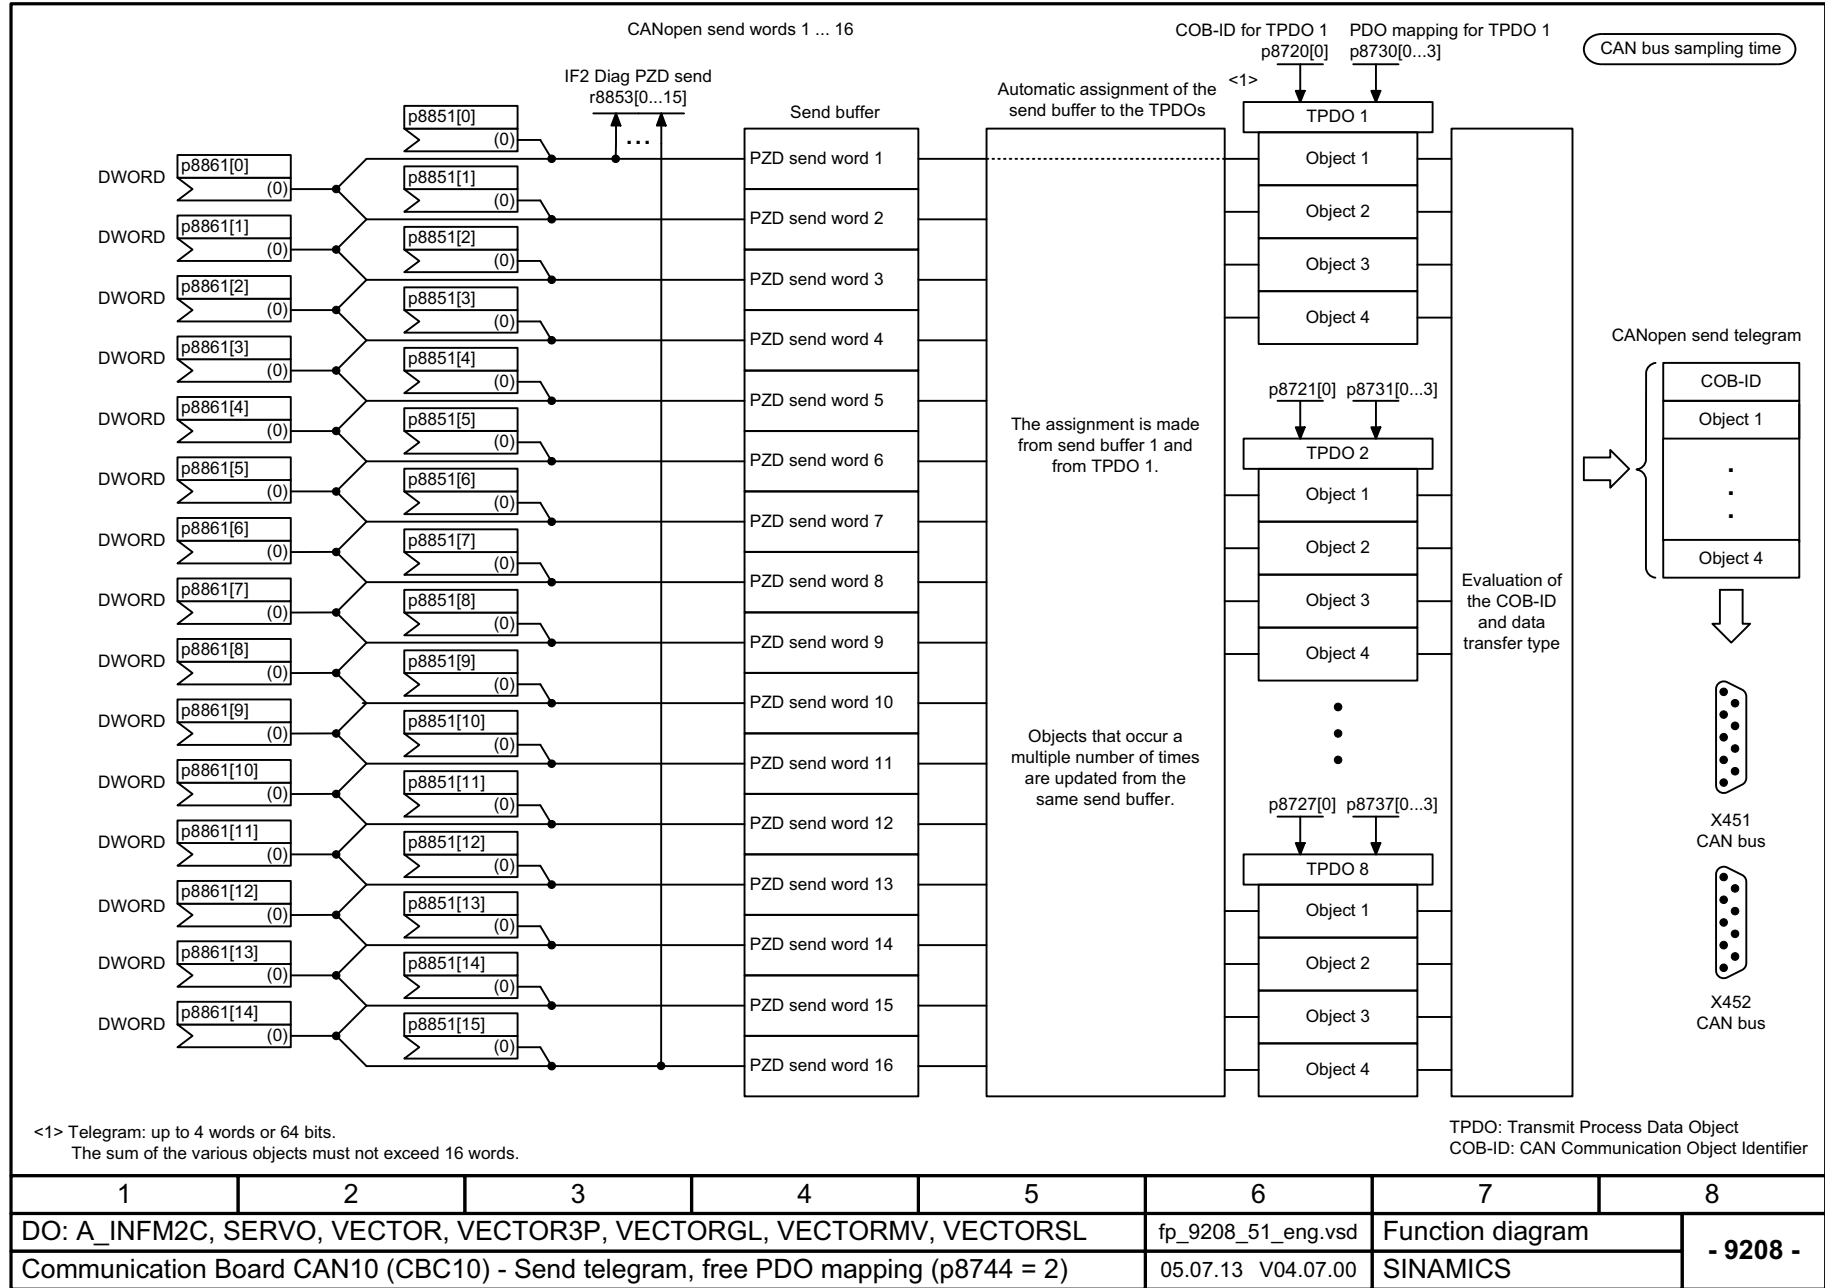 CANopen send words 1 ... 16
COB-ID for TPDO 1
p8720[0]
PDO mapping for TPDO 1
p8730[0...3]
CAN bus sampling time
IF2 Diag PZD send
r8853[0...15]
...
Send buffer
Automatic assignment of the
send buffer to the TPDOs
<1>
DWORD
p8861[0]
(0)
DWORD
p8861[1]
(0)
DWORD
p8861[2]
(0)
DWORD
p8861[3]
(0)
DWORD
p8861[4]
(0)
DWORD
p8861[5]
(0)
DWORD
p8861[6]
(0)
DWORD
p8861[7]
(0)
DWORD
p8861[8]
(0)
DWORD
p8861[9]
(0)
DWORD
p8861[10]
(0)
DWORD
p8861[11]
(0)
DWORD
p8861[12]
(0)
DWORD
p8861[13]
(0)
DWORD
p8861[14]
(0)
p8851[0]
(0)
p8851[1]
(0)
p8851[2]
(0)
p8851[3]
(0)
p8851[4]
(0)
p8851[5]
(0)
p8851[6]
(0)
p8851[7]
(0)
p8851[8]
(0)
p8851[9]
(0)
p8851[10]
(0)
p8851[11]
(0)
p8851[12]
(0)
p8851[13]
(0)
p8851[14]
(0)
p8851[15]
(0)
PZD send word 1
PZD send word 2
PZD send word 3
PZD send word 4
PZD send word 5
PZD send word 6
PZD send word 7
PZD send word 8
PZD send word 9
PZD send word 10
PZD send word 11
PZD send word 12
PZD send word 13
PZD send word 14
PZD send word 15
PZD send word 16
The assignment is made
from send buffer 1 and
from TPDO 1.
Objects that occur a
multiple number of times
are updated from the
same send buffer.
TPDO 1
Object 1
Object 2
Object 3
Object 4
p8721[0]
p8731[0...3]
TPDO 2
Object 1
Object 2
Object 3
Object 4
p8727[0]
p8737[0...3]
TPDO 8
Object 1
Object 2
Object 3
Object 4
Evaluation of
the COB-ID
and data
transfer type
CANopen send telegram
COB-ID
Object 1
.
.
.
Object 4
X451
CAN bus
X452
CAN bus
<1> Telegram: up to 4 words or 64 bits.
The sum of the various objects must not exceed 16 words.
TPDO: Transmit Process Data Object
COB-ID: CAN Communication Object Identifier
1 2 3 4 5 6 7 8
DO: A_INFM2C, SERVO, VECTOR, VECTOR3P, VECTORGL, VECTORMV, VECTORSL
fp_9208_51_eng.vsd
Function diagram
- 9208 -
Communication Board CAN10 (CBC10) - Send telegram, free PDO mapping (p8744 = 2)
05.07.13 V04.07.00
SINAMICS